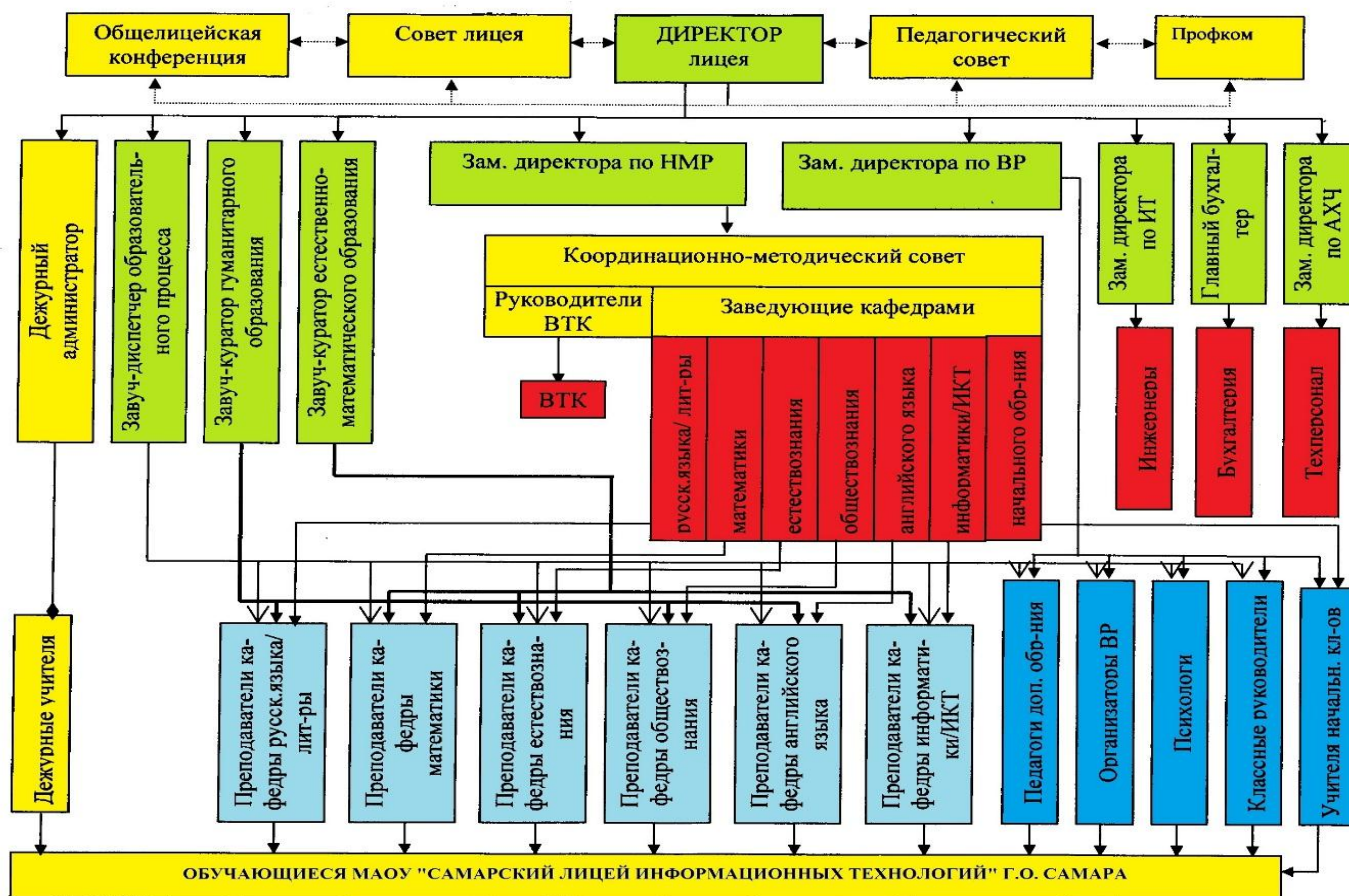 Общелицейская
конференция
Совет лицея
ДИРЕКТОР
лицея
Педагогический
совет
Профком
Дежурный
администратор
Завуч-диспетчер образователь-
ного процесса
Завуч-куратор гуманитарного
образования
Завуч-куратор естественно-
математического образования
Зам. директора по НМР
Зам. директора по ВР
Зам. директора
по ИТ
Главный бухгал-
тер
Зам. директора
по АХЧ
Координационно-методический совет
Руководители
ВТК
Заведующие кафедрами
ВТК
русск.языка/ лит-ры
математики
естествознания
обществознания
английского языка
информатики/ИКТ
начального обр-ния
Инженеры
Бухгалтерия
Техперсонал
Дежурные учителя
Преподаватели ка-
федры русск.языка/
лит-ры
Преподаватели ка-
федры
математики
Преподаватели ка-
федры естествозна-
ния
Преподаватели ка-
федры обществоз-
нания
Преподаватели ка-
федры английского
языка
Преподаватели ка-
федры информати-
ки/ИКТ
Педагоги доп. обр-ния
Организаторы ВР
Психологи
Классные руководители
Учителя начальн. кл-ов
ОБУЧАЮЩИЕСЯ МАОУ "САМАРСКИЙ ЛИЦЕЙ ИНФОРМАЦИОННЫХ ТЕХНОЛОГИЙ" Г.О. САМАРА